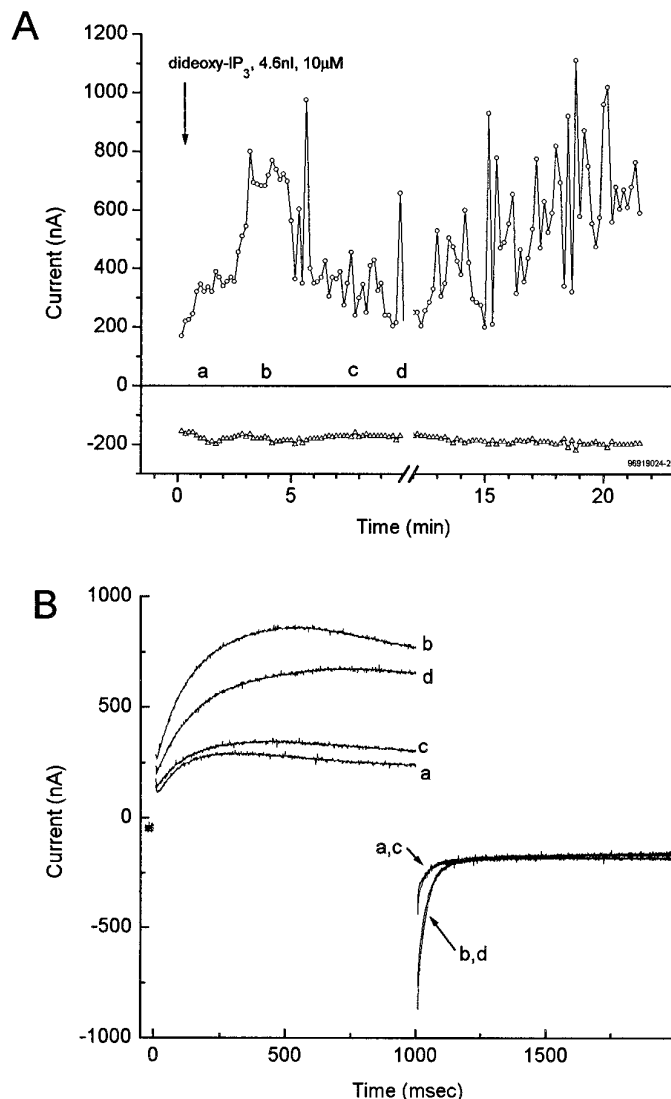 A
1200
dideoxy-IP3, 4.6nl, 10µM
1000
800
600
400
200
0
-200
Current (nA)
a b c d
96919024-2
0 5 15 20
Time (min)
B
1000
500
0
-500
-1000
Current (nA)
b
d
c
a
*
a,c
b,d
0 500 1000 1500
Time (msec)